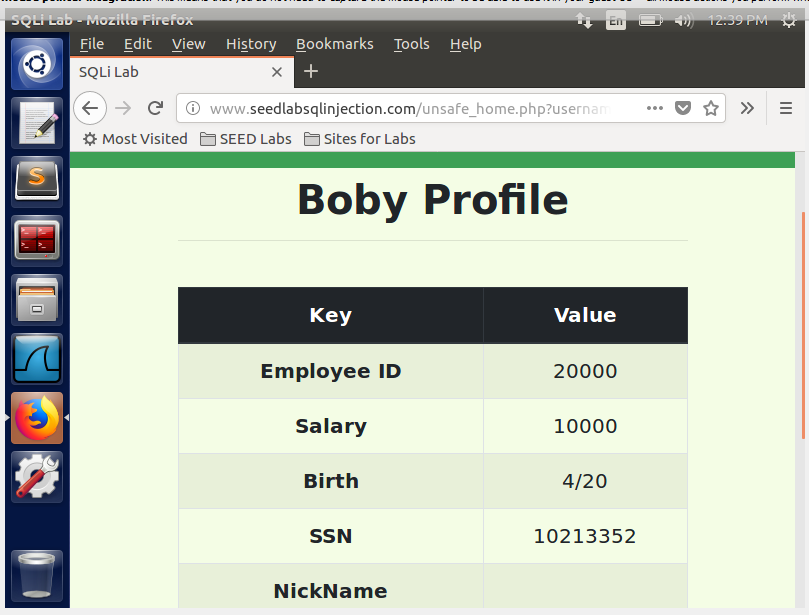 SQLi Lab - Mozilla Firefox
En
12:39 PM
File Edit View History Bookmarks Tools Help
SQLi Lab
www.seedlabsqlinjection.com/unsafe_home.php?usernam
Most Visited SEED Labs Sites for Labs
Boby Profile
Key Value
Employee ID 20000
Salary 10000
Birth 4/20
SSN 10213352
NickName